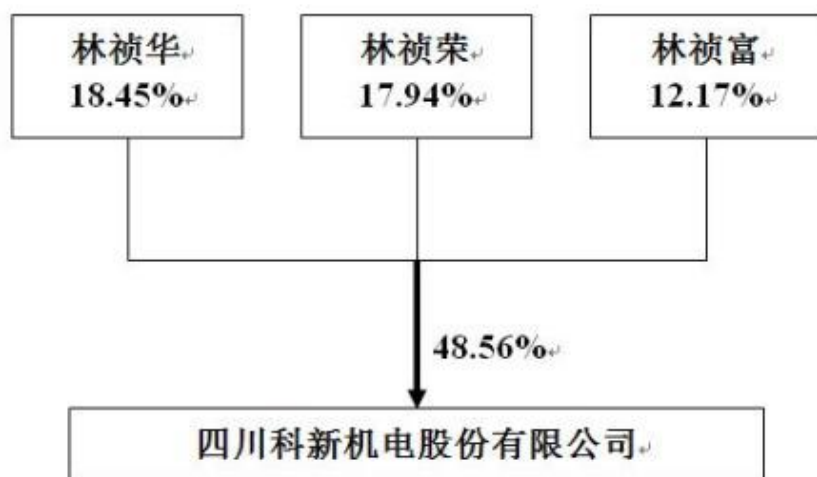 林祯华
18.45%
林祯荣
17.94%
林祯富
12.17%
48.56%
四川科新机电股份有限公司